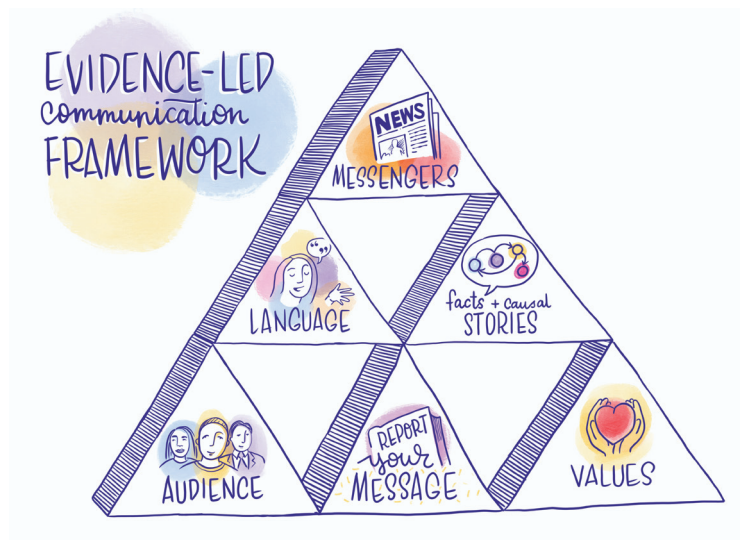 EVIDENCE-LED
communication
FRAMEWORK
NEWS
MESSENGERS
LANGUAGE
facts + causal
STORIES
AUDIENCE
REPORT
your
MESSAGE
VALUES